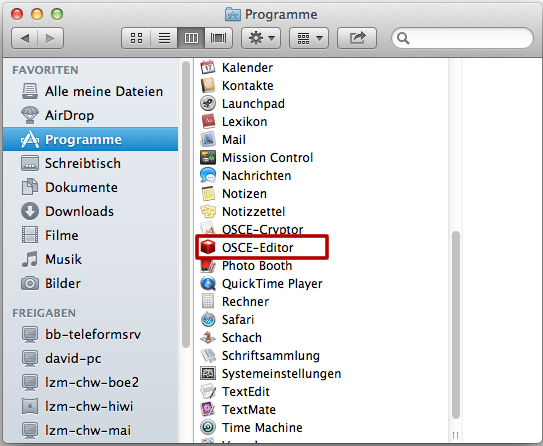 Programme
FAVORITEN
Alle meine Dateien
AirDrop
Programme
Schreibtisch
Dokumente
Downloads
Filme
Musik
Bilder
FREIGABEN
bb-teleformsrv
david-pc
lzm-chw-boe2
lzm-chw-hiwi
lzm-chw-mai
Kalender
Kontakte
Launchpad
Lexikon
Mail
Mission Control
Nachrichten
Notizen
Notizzettel
OSCE-Cryptor
OSCE-Editor
Photo Booth
QuickTime Player
Rechner
Safari
Schach
Schriftsammlung
Systemeinstellungen
TextEdit
TextMate
Time Machine